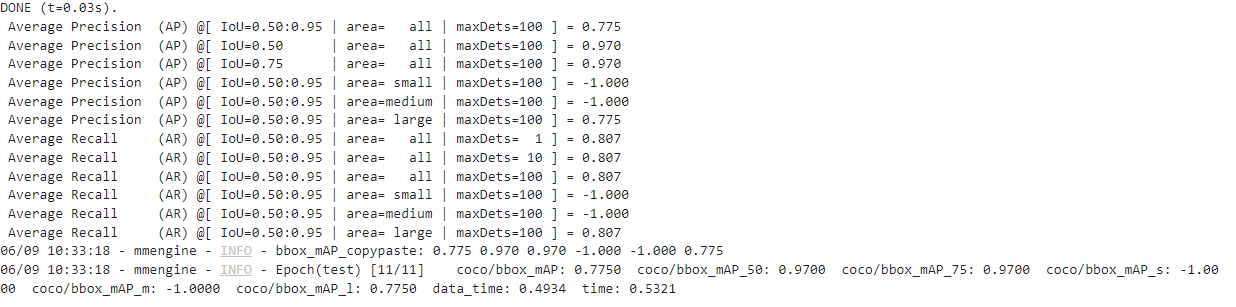 DONE (t=0.03s).
 Average Precision  (AP) @[ IoU=0.50:0.95 | area=   all | maxDets=100 ] = 0.775
 Average Precision  (AP) @[ IoU=0.50      | area=   all | maxDets=100 ] = 0.970
 Average Precision  (AP) @[ IoU=0.75      | area=   all | maxDets=100 ] = 0.970
 Average Precision  (AP) @[ IoU=0.50:0.95 | area= small | maxDets=100 ] = -1.000
 Average Precision  (AP) @[ IoU=0.50:0.95 | area=medium | maxDets=100 ] = -1.000
 Average Precision  (AP) @[ IoU=0.50:0.95 | area= large | maxDets=100 ] = 0.775
 Average Recall     (AR) @[ IoU=0.50:0.95 | area=   all | maxDets=  1 ] = 0.807
 Average Recall     (AR) @[ IoU=0.50:0.95 | area=   all | maxDets= 10 ] = 0.807
 Average Recall     (AR) @[ IoU=0.50:0.95 | area=   all | maxDets=100 ] = 0.807
 Average Recall     (AR) @[ IoU=0.50:0.95 | area= small | maxDets=100 ] = -1.000
 Average Recall     (AR) @[ IoU=0.50:0.95 | area=medium | maxDets=100 ] = -1.000
 Average Recall     (AR) @[ IoU=0.50:0.95 | area= large | maxDets=100 ] = 0.807
06/09 10:33:18 - mmengine - INFO - bbox_mAP_copypaste: 0.775 0.970 0.970 -1.000 -1.000 0.775
06/09 10:33:18 - mmengine - INFO - Epoch(test) [11/11]    coco/bbox_mAP: 0.7750  coco/bbox_mAP_50: 0.9700  coco/bbox_mAP_75: 0.9700  coco/bbox_mAP_s: -1.00
00  coco/bbox_mAP_m: -1.0000  coco/bbox_mAP_l: 0.7750  data_time: 0.4934  time: 0.5321